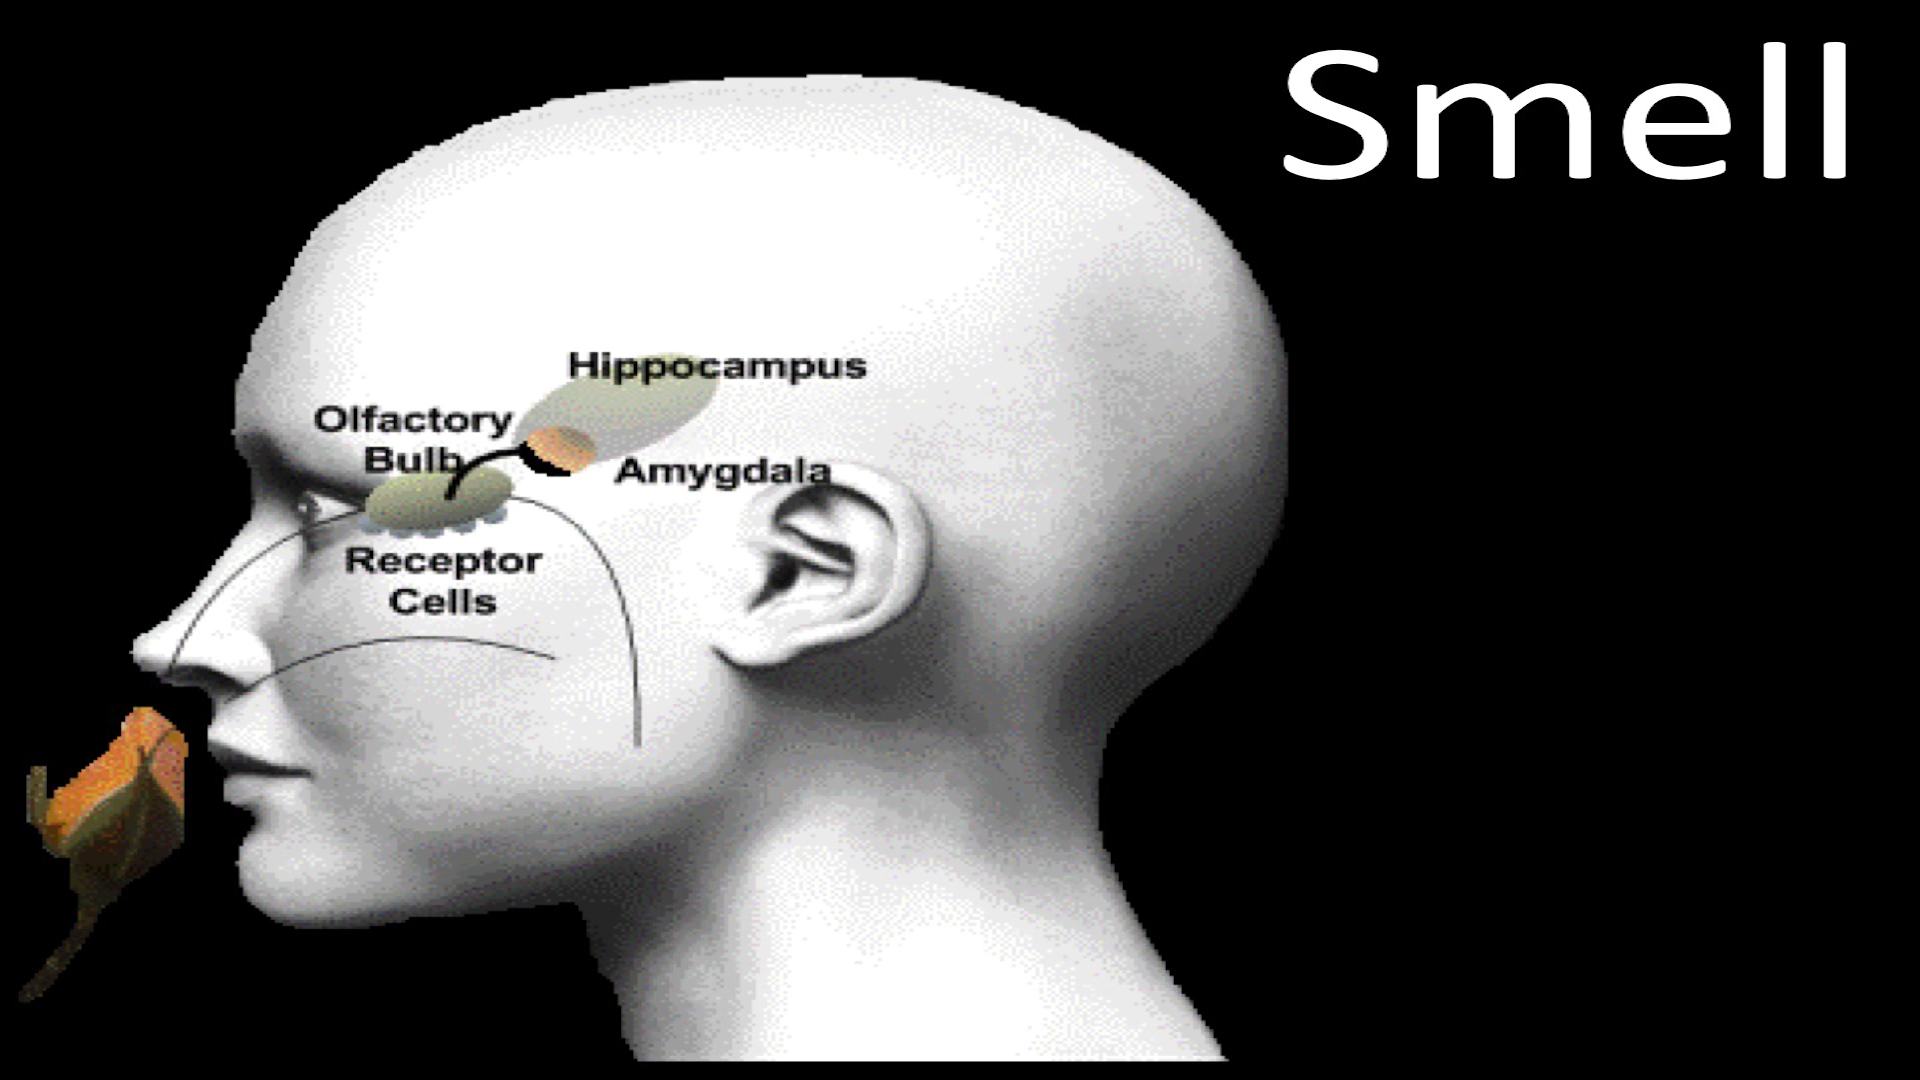 Smell
Hippocampus
Olfactory
Bulb
Amygdala
Receptor
Cells